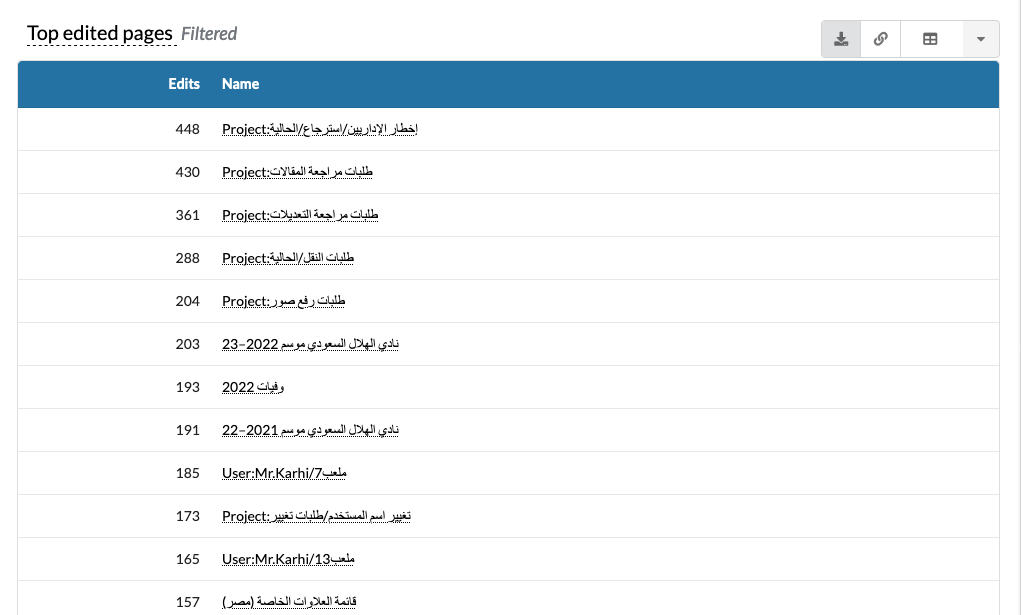 Top edited pages Filtered
Edits Name
448 Project:إخطار الإداريين/استرجاع/الحالية
430 Project:طلبات مراجعة المقالات
361 Project:طلبات مراجعة التعديلات
288 Project:طلبات النقل/الحالية
204 Project:طلبات رفع صور
203 نادي الهلال السعودي موسم 2022–23
193 وفيات 2022
191 نادي الهلال السعودي موسم 2021–22
185 User:Mr.Karhi/ملعب7
173 Project:تغيير اسم المستخدم/طلبات تغيير
165 User:Mr.Karhi/ملعب13
157 قائمة العلاوات الخاصة (مصر)